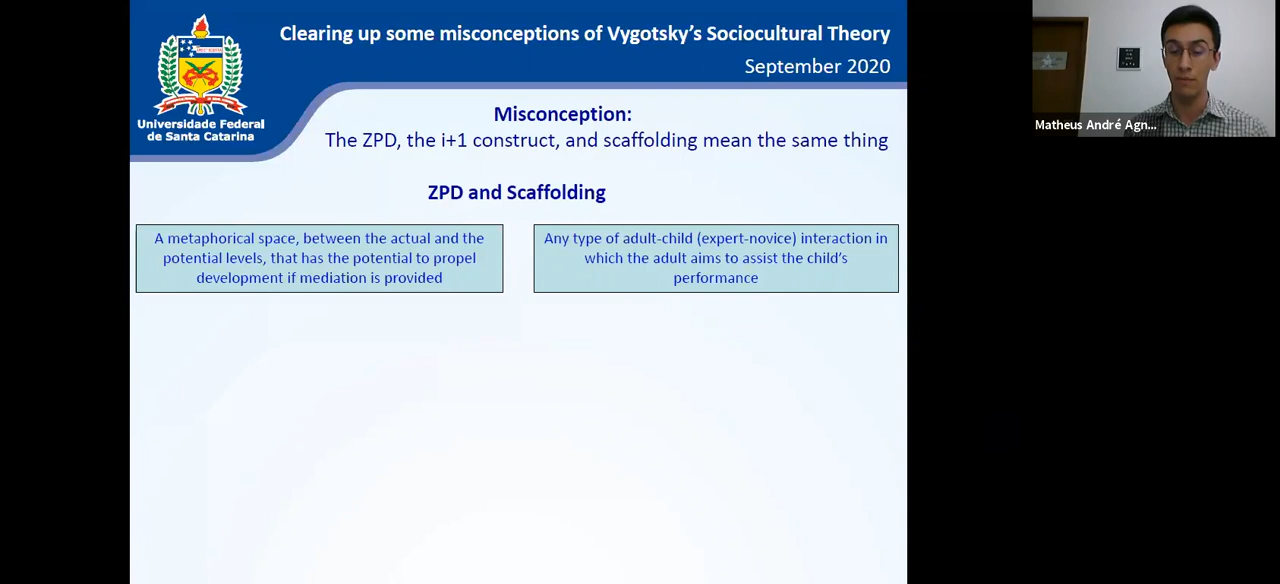 Clearing up some misconceptions of Vygotsky's Sociocultural Theory
September 2020
Universidade Federal
de Santa Catarina
Misconception:
The ZPD, the i+1 construct, and scaffolding mean the same thing
ZPD and Scaffolding
A metaphorical space, between the actual and the
potential levels, that has the potential to propel
development if mediation is provided
Any type of adult-child (expert-novice) interaction in
which the adult aims to assist the child's
performance
Matheus André Agn...